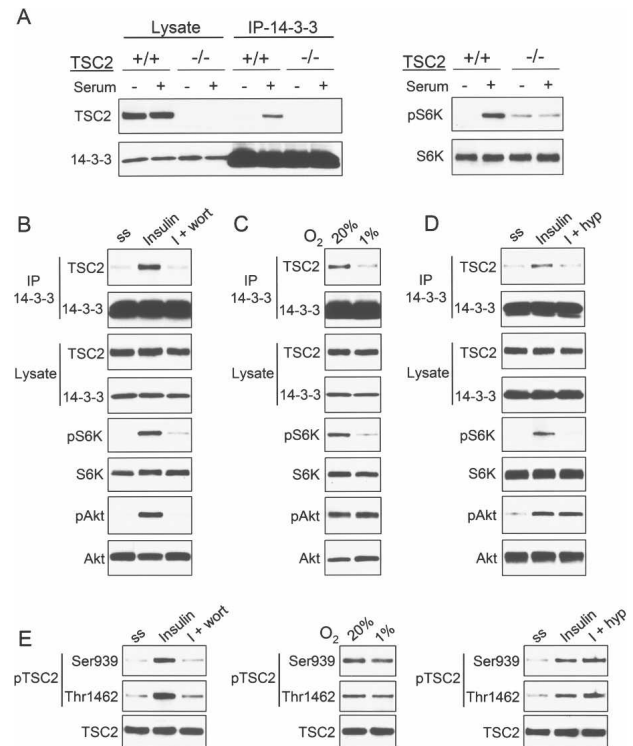 A
Lysate IP-14-3-3
TSC2 +/+ -/- +/+ -/-
Serum - + - + - + - +
TSC2
14-3-3
TSC2 +/+ -/-
Serum - + - +
pS6K
S6K
B
ss Insulin I + wort
IP 14-3-3
TSC2
14-3-3
Lysate
TSC2
14-3-3
pS6K
S6K
pAkt
Akt
C
O2 20% 1%
IP 14-3-3
TSC2
14-3-3
Lysate
TSC2
14-3-3
pS6K
S6K
pAkt
Akt
D
ss Insulin I + hyp
IP 14-3-3
TSC2
14-3-3
Lysate
TSC2
14-3-3
pS6K
S6K
pAkt
Akt
E
ss Insulin I + wort
pTSC2
Ser939
Thr1462
TSC2
O2 20% 1%
pTSC2
Ser939
Thr1462
TSC2
ss Insulin I + hyp
pTSC2
Ser939
Thr1462
TSC2